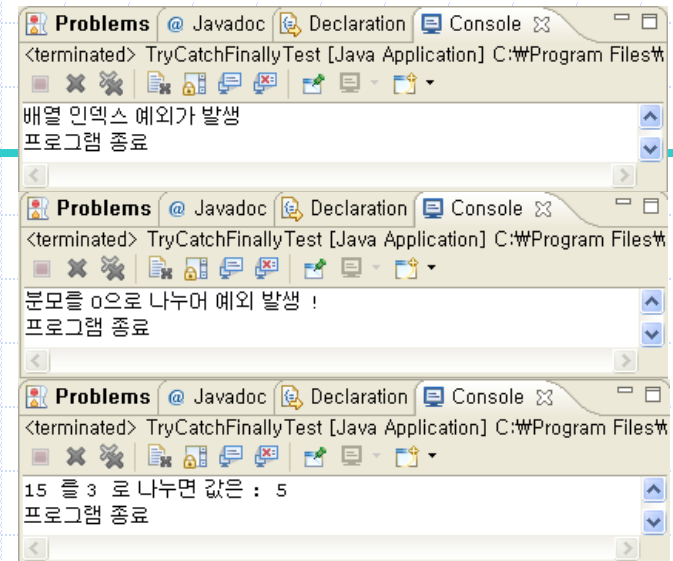 Problems @ Javadoc Declaration Console
<terminated> TryCatchFinallyTest [Java Application] C:₩Program Files₩
배열 인덱스 예외가 발생
프로그램 종료
Problems @ Javadoc Declaration Console
<terminated> TryCatchFinallyTest [Java Application] C:₩Program Files₩
분모를 0으로 나누어 예외 발생 !
프로그램 종료
Problems @ Javadoc Declaration Console
<terminated> TryCatchFinallyTest [Java Application] C:₩Program Files₩
15 를 3 로 나누면 값은 : 5
프로그램 종료